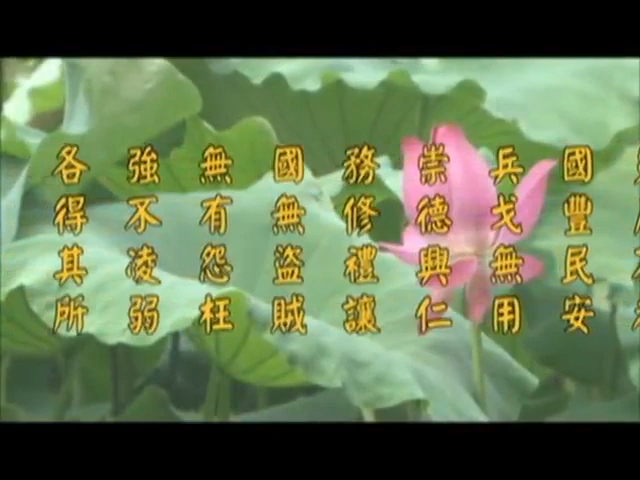 國豐民安
兵戈無用
崇德興仁
務修禮讓
國無盜賊
無有怨枉
強不凌弱
各得其所